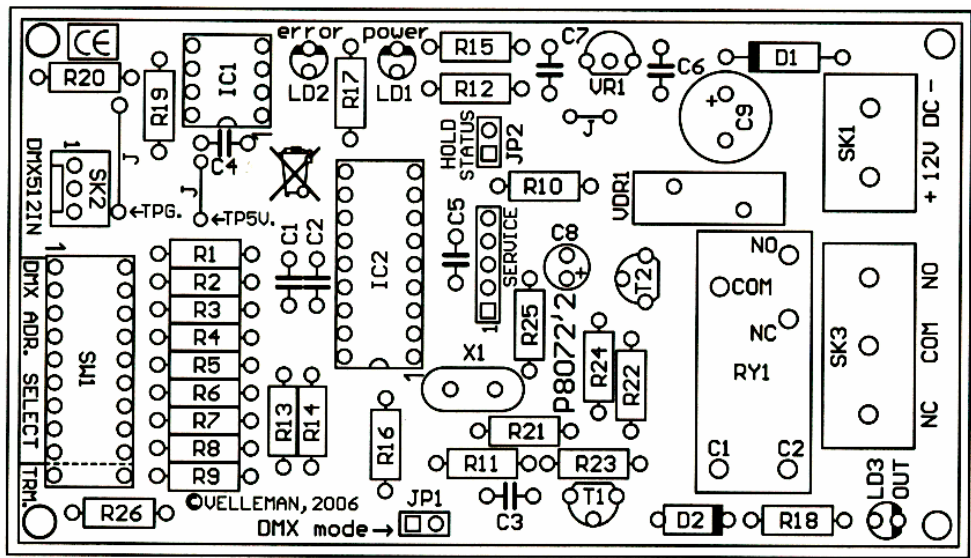 CE
error power
R20
R19
IC1
LD2
R17
LD1
R15
R12
C7
VR1
C6
D1
+
C9
SK1
+ 12V DC -
C4
J
J
J
HOLD
STATUS
JP2
R10
VDR1
DMX512IN
1
SK2
←TPG.
←TP5V.
C1
C2
IC2
C5
SERVICE
1
C8
+
T2
NO
COM
NC
RY1
C1
C2
SK3
NO
COM
NC
1
DMX ADR. SELECT
TRM.
SW1
R1
R2
R3
R4
R5
R6
R7
R8
R9
R13
R14
R16
1
X1
R25
P8072'2
R24
R22
R21
R11
R23
C3
T1
R26
©VELLEMAN, 2006
DMX mode→
JP1
D2
R18
LD3
OUT